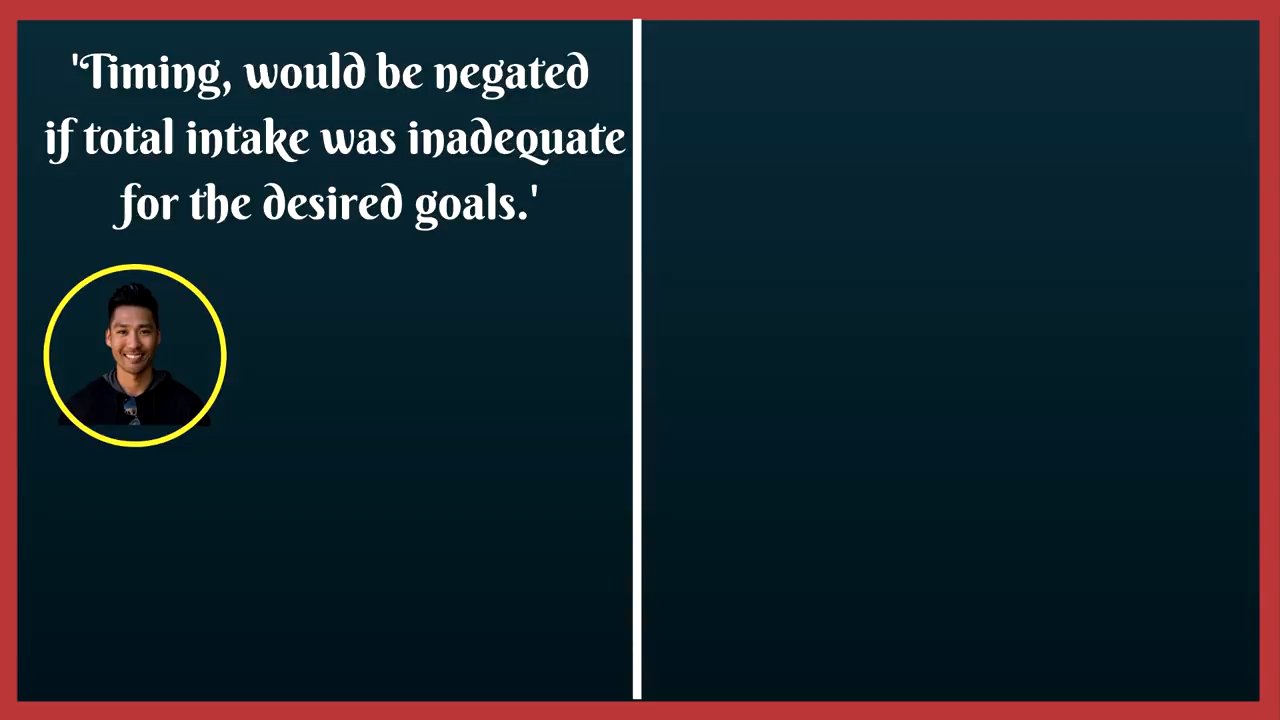 'Timing, would be negated
if total intake was inadequate
for the desired goals.'